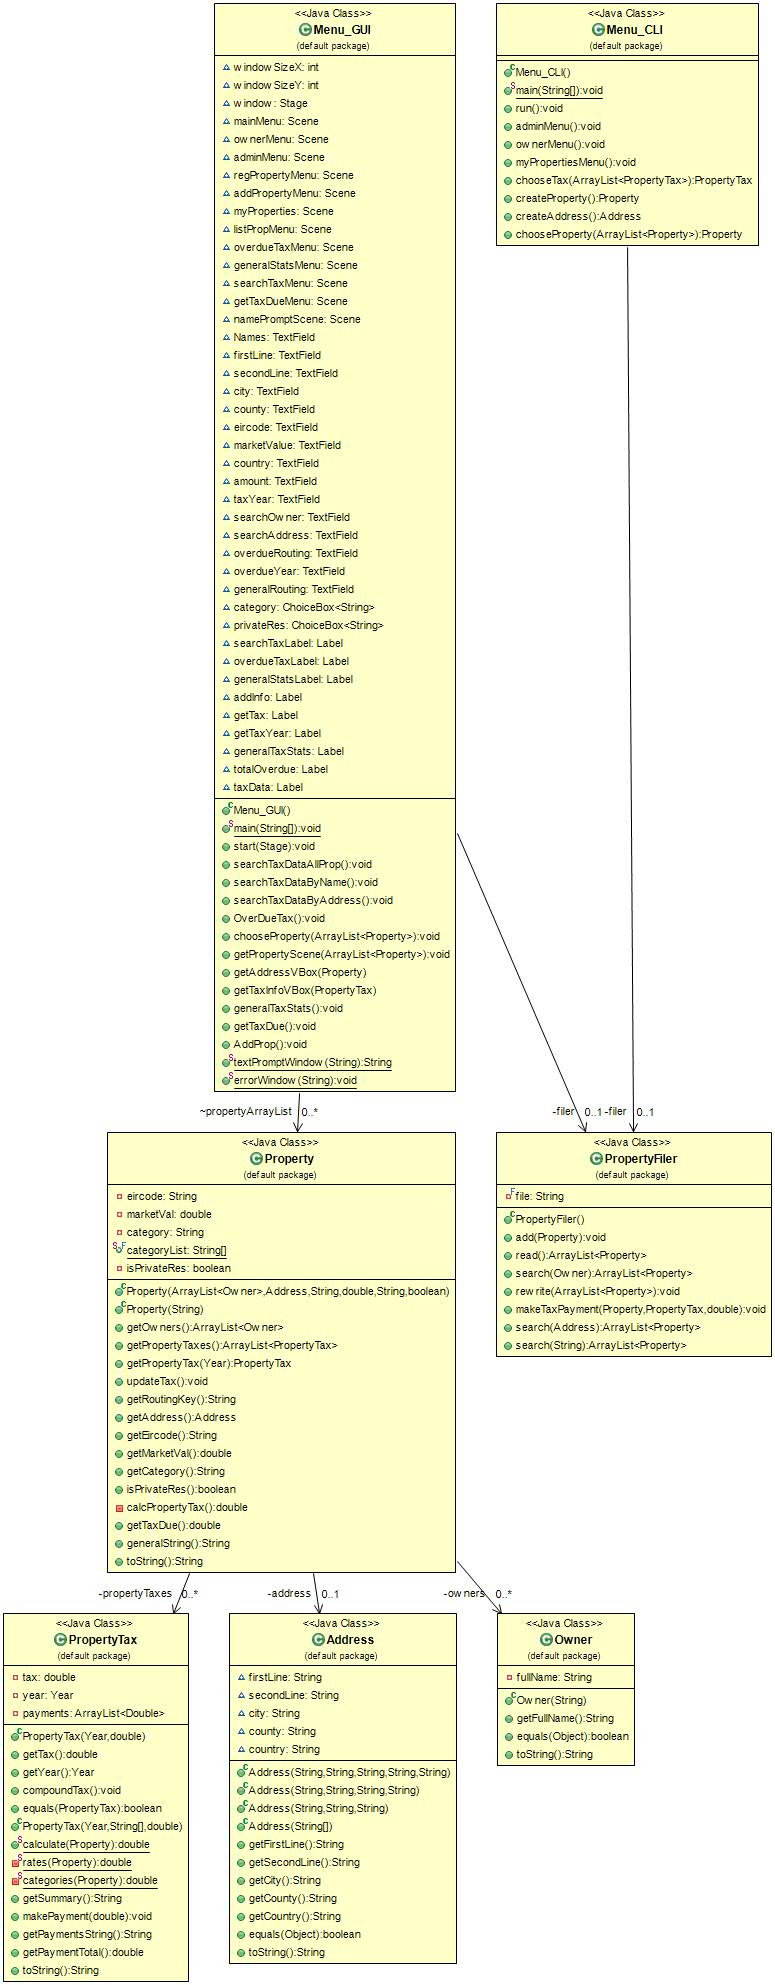 <<Java Class>>
Menu_GUI
(default package)
windowSizeX: int
windowSizeY: int
window: Stage
mainMenu: Scene
ownerMenu: Scene
adminMenu: Scene
regPropertyMenu: Scene
addPropertyMenu: Scene
myProperties: Scene
listPropMenu: Scene
overdueTaxMenu: Scene
generalStatsMenu: Scene
searchTaxMenu: Scene
getTaxDueMenu: Scene
namePromptScene: Scene
Names: TextField
firstLine: TextField
secondLine: TextField
city: TextField
county: TextField
eircode: TextField
marketValue: TextField
country: TextField
amount: TextField
taxYear: TextField
searchOwner: TextField
searchAddress: TextField
overdueRouting: TextField
overdueYear: TextField
generalRouting: TextField
category: ChoiceBox<String>
privateRes: ChoiceBox<String>
searchTaxLabel: Label
overdueTaxLabel: Label
generalStatsLabel: Label
addInfo: Label
getTax: Label
getTaxYear: Label
generalTaxStats: Label
totalOverdue: Label
taxData: Label
Menu_GUI()
main(String[]):void
start(Stage):void
searchTaxDataAllProp():void
searchTaxDataByName():void
searchTaxDataByAddress():void
OverDueTax():void
chooseProperty(ArrayList<Property>):void
getPropertyScene(ArrayList<Property>):void
getAddressVBox(Property)
getTaxInfoVBox(PropertyTax)
generalTaxStats():void
getTaxDue():void
AddProp():void
textPromptWindow(String):String
errorWindow(String):void
<<Java Class>>
Menu_CLI
(default package)
Menu_CLI()
main(String[]):void
run():void
adminMenu():void
ownerMenu():void
myPropertiesMenu():void
chooseTax(ArrayList<PropertyTax>):PropertyTax
createProperty():Property
createAddress():Address
chooseProperty(ArrayList<Property>):Property
~propertyArrayList 0..*
-filer 0..1
-filer 0..1
<<Java Class>>
Property
(default package)
eircode: String
marketVal: double
category: String
categoryList: String[]
isPrivateRes: boolean
Property(ArrayList<Owner>,Address,String,double,String,boolean)
Property(String)
getOwners():ArrayList<Owner>
getPropertyTaxes():ArrayList<PropertyTax>
getPropertyTax(Year):PropertyTax
updateTax():void
getRoutingKey():String
getAddress():Address
getEircode():String
getMarketVal():double
getCategory():String
isPrivateRes():boolean
calcPropertyTax():double
getTaxDue():double
generalString():String
toString():String
<<Java Class>>
PropertyFiler
(default package)
file: String
PropertyFiler()
add(Property):void
read():ArrayList<Property>
search(Owner):ArrayList<Property>
rewrite(ArrayList<Property>):void
makeTaxPayment(Property,PropertyTax,double):void
search(Address):ArrayList<Property>
search(String):ArrayList<Property>
-propertyTaxes 0..*
-address 0..1
-owners 0..*
<<Java Class>>
PropertyTax
(default package)
tax: double
year: Year
payments: ArrayList<Double>
PropertyTax(Year,double)
getTax():double
getYear():Year
compoundTax():void
equals(PropertyTax):boolean
PropertyTax(Year,String[],double)
calculate(Property):double
rates(Property):double
categories(Property):double
getSummary():String
makePayment(double):void
getPaymentsString():String
getPaymentTotal():double
toString():String
<<Java Class>>
Address
(default package)
firstLine: String
secondLine: String
city: String
county: String
country: String
Address(String,String,String,String,String)
Address(String,String,String,String)
Address(String,String,String)
Address(String[])
getFirstLine():String
getSecondLine():String
getCity():String
getCounty():String
getCountry():String
equals(Object):boolean
toString():String
<<Java Class>>
Owner
(default package)
fullName: String
Owner(String)
getFullName():String
equals(Object):boolean
toString():String